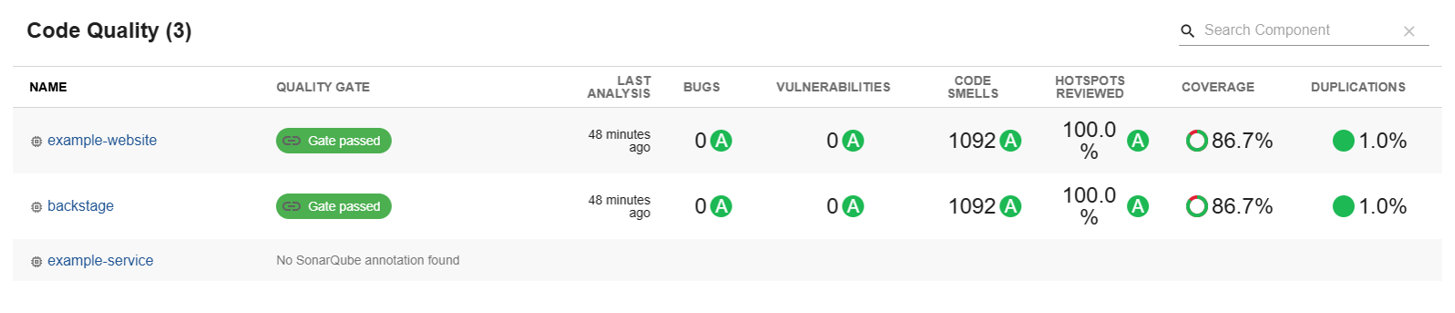 Code Quality (3)
Search Component
NAME
QUALITY GATE
LAST
ANALYSIS
BUGS
VULNERABILITIES
CODE
SMELLS
HOTSPOTS
REVIEWED
COVERAGE
DUPLICATIONS
example-website
Gate passed
48 minutes
ago
0 A
0 A
1092 A
100.0
%
A
86.7%
1.0%
backstage
Gate passed
48 minutes
ago
0 A
0 A
1092 A
100.0
%
A
86.7%
1.0%
example-service
No SonarQube annotation found